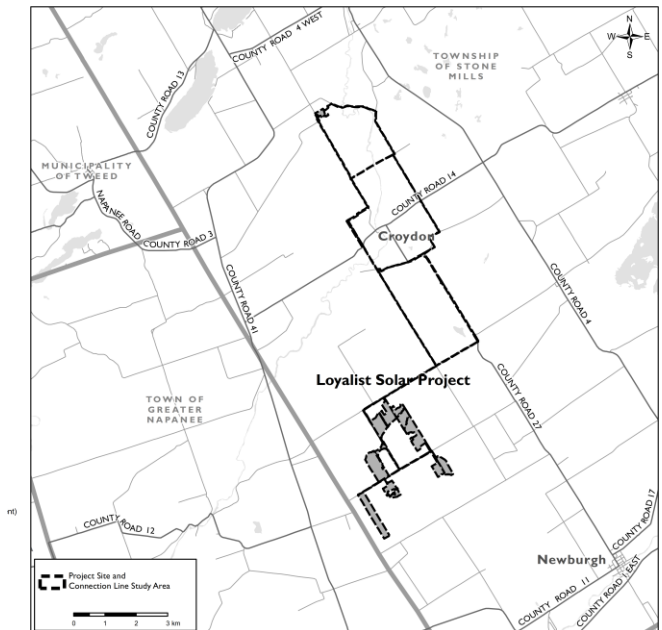 COUNTY ROAD 4 WEST
N
W E
S
TOWNSHIP
OF STONE
MILLS
COUNTY ROAD 13
MUNICIPALITY
OF TWEED
COUNTY ROAD 14
NAPANEE
ROAD
Croydon
COUNTY ROAD 3
COUNTY ROAD 41
COUNTY ROAD 4
Loyalist Solar Project
TOWN OF
GREATER
NAPANEE
COUNTY ROAD 27
nt)
COUNTY ROAD 12
COUNTY ROAD 17
Newburgh
Project Site and
Connection Line Study Area
COUNTY ROAD 11
COUNTY ROAD 1 EAST
0 1 2 3 km